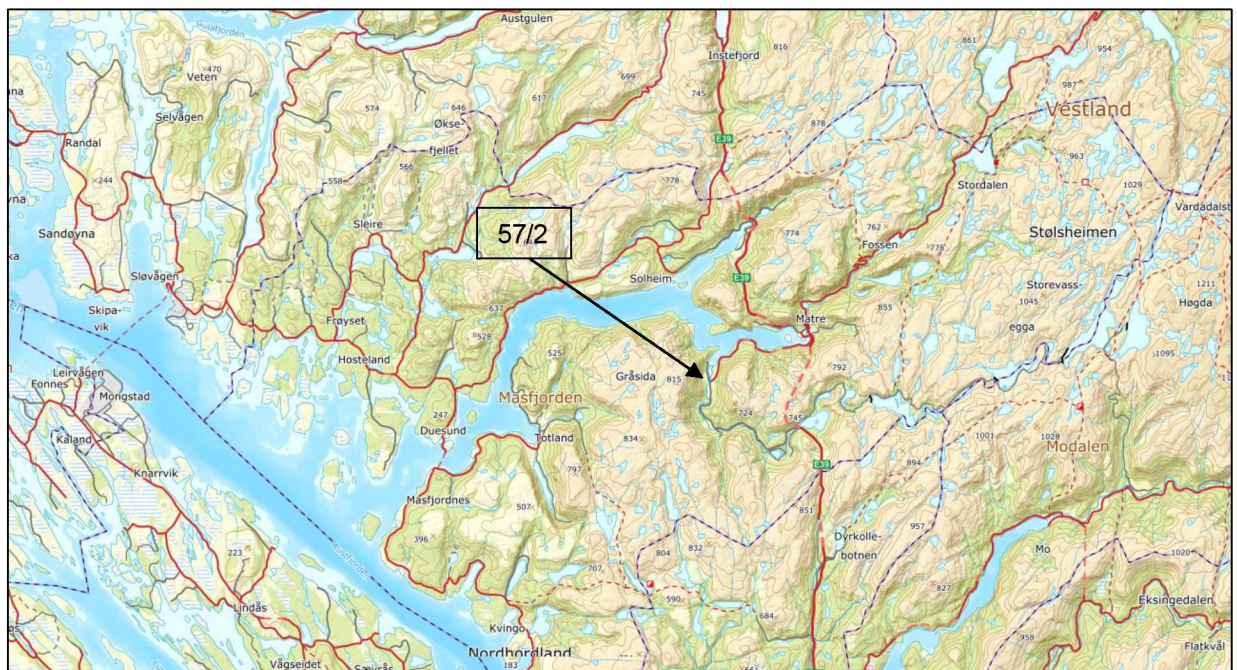 Austgulen
Gulafjorden
Instefjord
861
816
954
×470
Veten
699
745
987
Vestland
617
646
574
Selvågen
Økse-
fjellet
878
E39
Randal
566
963
244
558
778
1029
Stordalen
Vardadalsb
57/2
Sleire
774
762
Sandøyna
Stølsheimen
Fossen
778
Sløvågen
Solheim
E39
1211
Storevass-
Høgda
Skipa-
vik
637
855
1045
Frøyset
Matre
egga
528
Hosteland
525
1095
Leirvågen
Gråsida
815
792
Fonnes
Mongstad
Masfjorden
724
745
247
Duesund
Totland
834
1001
1028
Kaland
Modalen
E39
894
Knarrvik
797
Masfjordnes
507
851
957
396
Dyrkolle-
botnen
223
804
832
Mo
1020
Austfjorden
707
827
590
Eksingedalen
Lindås
684
Kvingo
958
Flatkvål
Nordhordland
183
Vågseidet
Sævrås
661